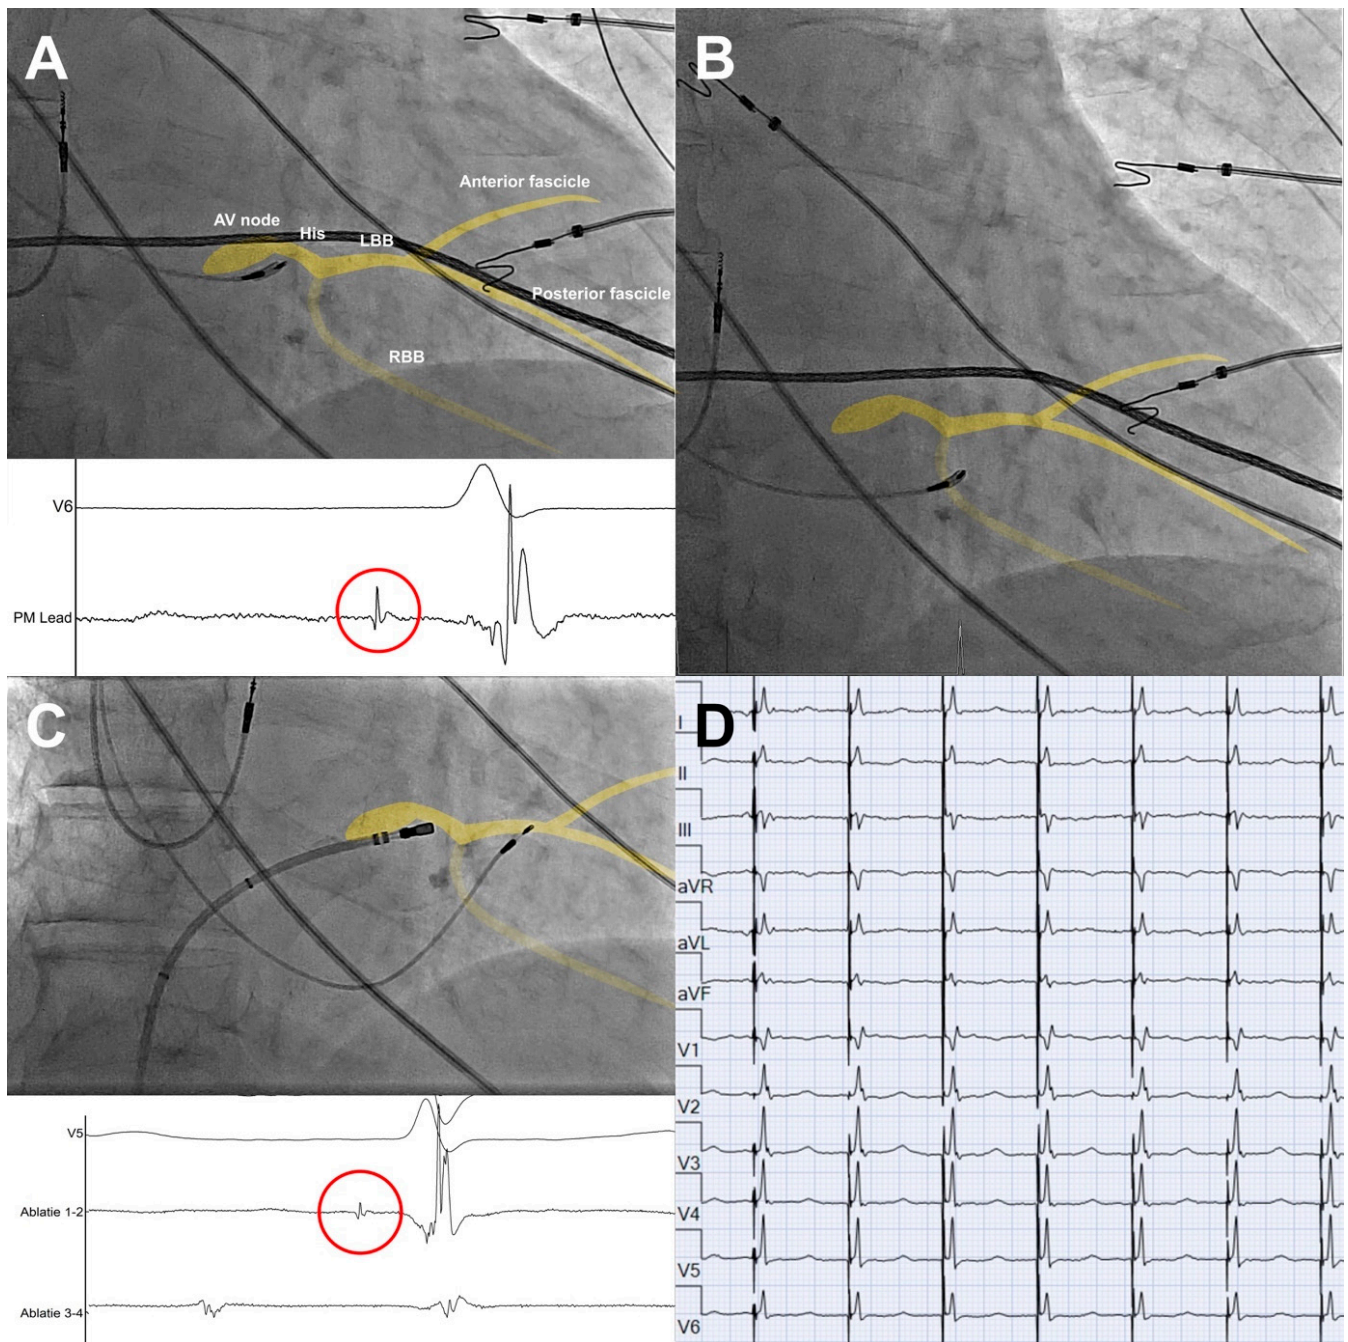 A
Anterior fascicle
AV node
His
LBB
Posterior fascicle
RBB
V6
PM Lead
B
C
V5
Ablatie 1-2
Ablatie 3-4
D
I
II
III
aVR
aVL
aVF
V1
V2
V3
V4
V5
V6